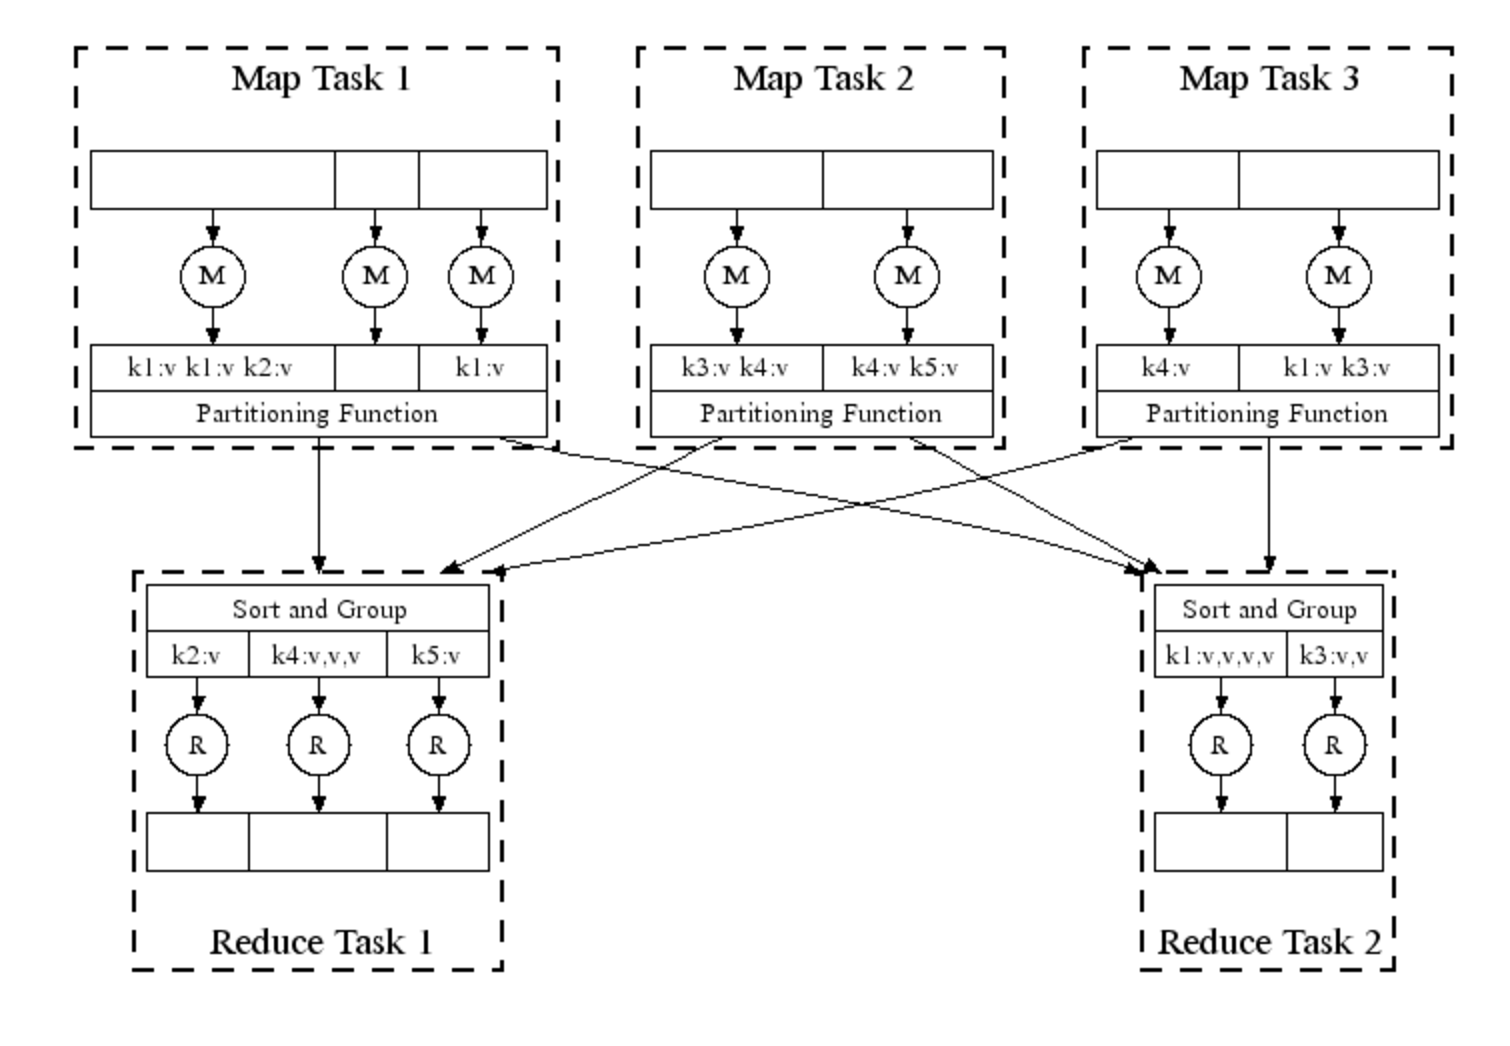 Map Task 1
Map Task 2
Map Task 3
M
M
M
M
M
M
M
k1:v k1:v k2:v
k1:v
k3:v k4:v
k4:v k5:v
k4:v
k1:v k3:v
Partitioning Function
Partitioning Function
Partitioning Function
Sort and Group
Sort and Group
k2:v
k4:v,v,v
k5:v
k1:v,v,v,v
k3:v,v
R
R
R
R
R
Reduce Task 1
Reduce Task 2